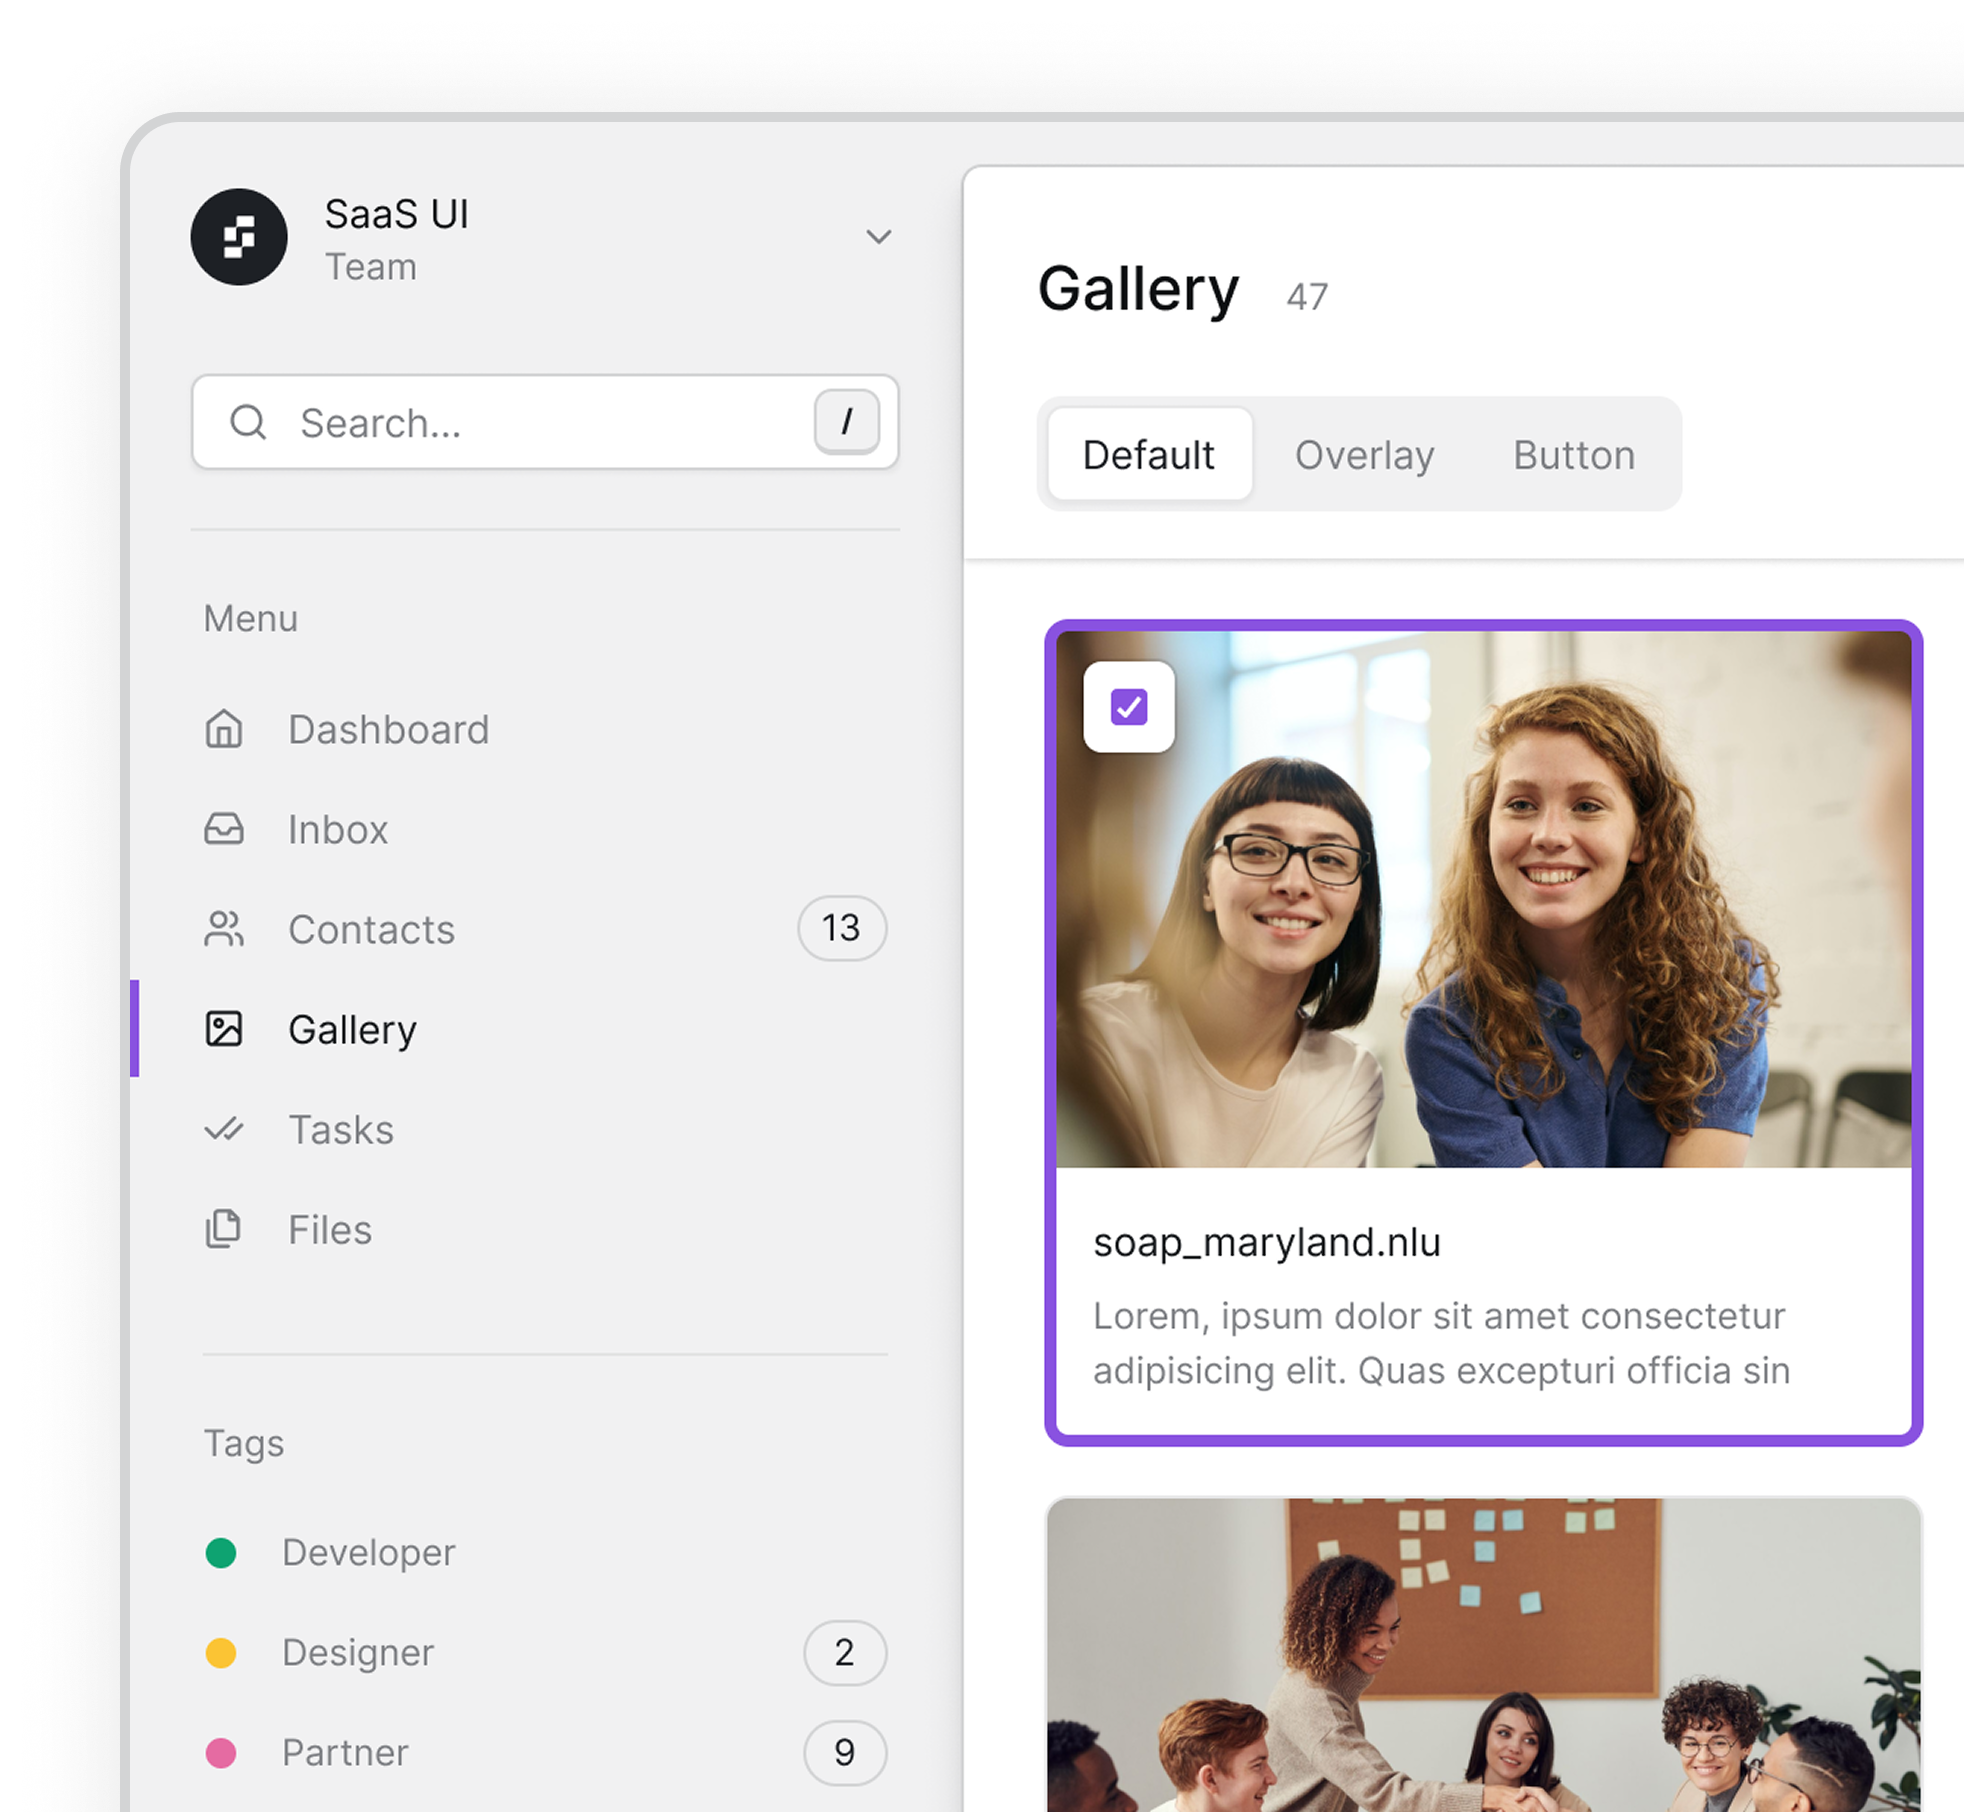 SaaS UI
Team
Search...
/
Menu
Dashboard
Inbox
Contacts
13
Gallery
Tasks
Files
Tags
Developer
Designer
2
Partner
9
Gallery
47
Default
Overlay
Button
soap_maryland.nlu
Lorem, ipsum dolor sit amet consectetur
adipisicing elit. Quas excepturi officia sin